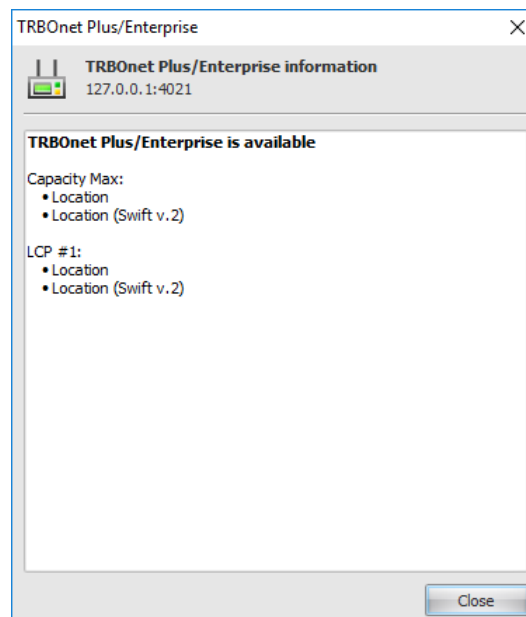 TRBOnet Plus/Enterprise
TRBOnet Plus/Enterprise information
127.0.0.1:4021
TRBOnet Plus/Enterprise is available
Capacity Max:
• Location
• Location (Swift v.2)
LCP #1:
• Location
• Location (Swift v.2)
Close